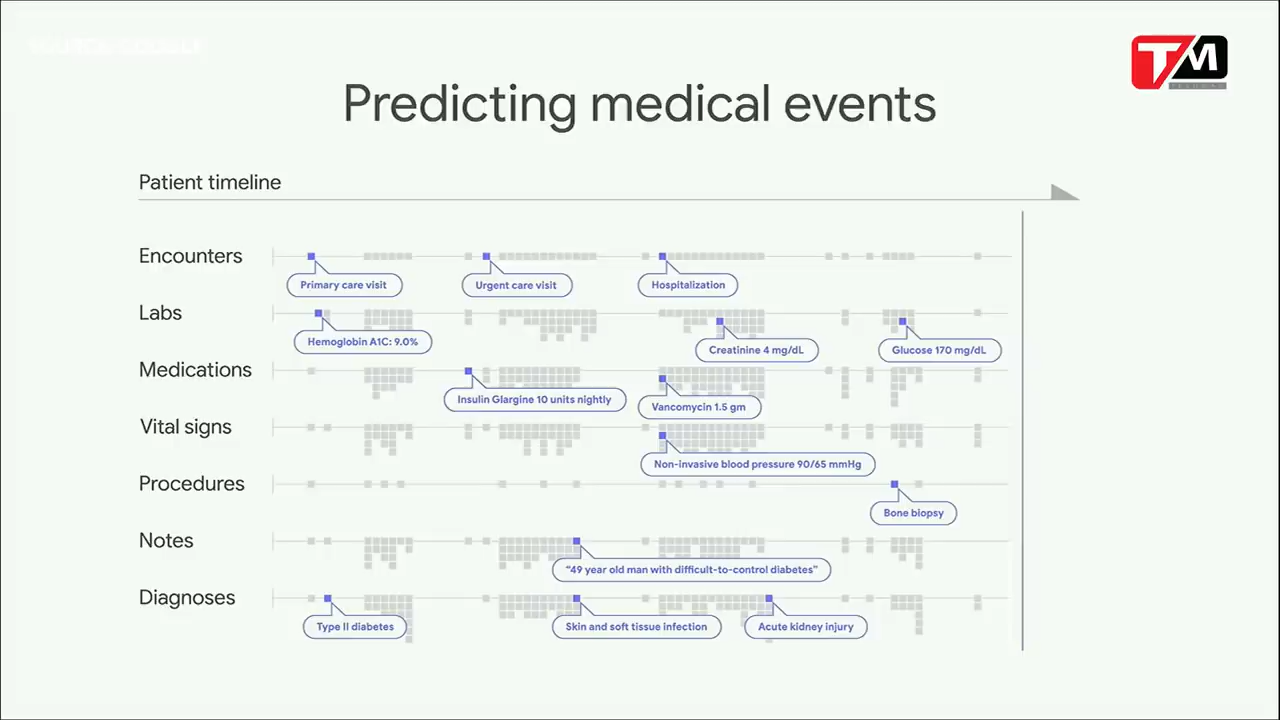 TM
Predicting medical events
Patient timeline
Encounters
Primary care visit
Urgent care visit
Hospitalization
Labs
Hemoglobin A1C: 9.0%
Creatinine 4 mg/dL
Glucose 170 mg/dL
Medications
Insulin Glargine 10 units nightly
Vancomycin 1.5 gm
Vital signs
Non-invasive blood pressure 90/65 mmHg
Procedures
Bone biopsy
Notes
“49 year old man with difficult-to-control diabetes”
Diagnoses
Type II diabetes
Skin and soft tissue infection
Acute kidney injury